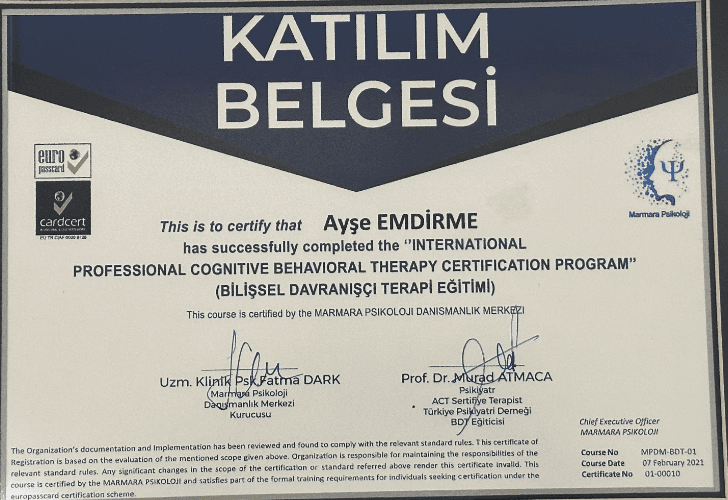 KATILIM
BELGESİ
euro
passcard
cardcert
Marmara Psikoloji
This is to certify that Ayşe EMDİRME
has successfully completed the ‘’INTERNATIONAL
PROFESSIONAL COGNITIVE BEHAVIORAL THERAPY CERTIFICATION PROGRAM’’
(BİLİŞSEL DAVRANIŞÇI TERAPİ EĞİTİMİ)
This course is certified by the MARMARA PSIKOLOJI DANISMANLIK MERKEZI
Uzm. Klinik Psk Fatma DARK
Marmara Psikoloji
Danışmanlık Merkezi
Kurucusu
Prof. Dr. Murad ATMACA
Psikiyatr
ACT Sertifiye Terapist
Türkiye Psikiyatri Derneği
BDT Eğiticisi
Chief Executive Officer
MARMARA PSIKOLOJI
The Organization's documentation and Implementation has been reviewed and found to comply with the relevant standard rules. This certificate of
Registration is based on the evaluation of the mentioned scope given above. Organization is responsible for maintaining the responsibilities of the
relevant standard rules. Any significant changes in the scope of the certification or standard referred above render this certificate invalid. This
course is certified by the MARMARA PSIKOLOJI and satisfies part of the formal training requirements for individuals seeking certification under the
europasscard certification scheme.
Course No MPDM-BDT-01
Course Date 07 February 2021
Certificate No 01-00010